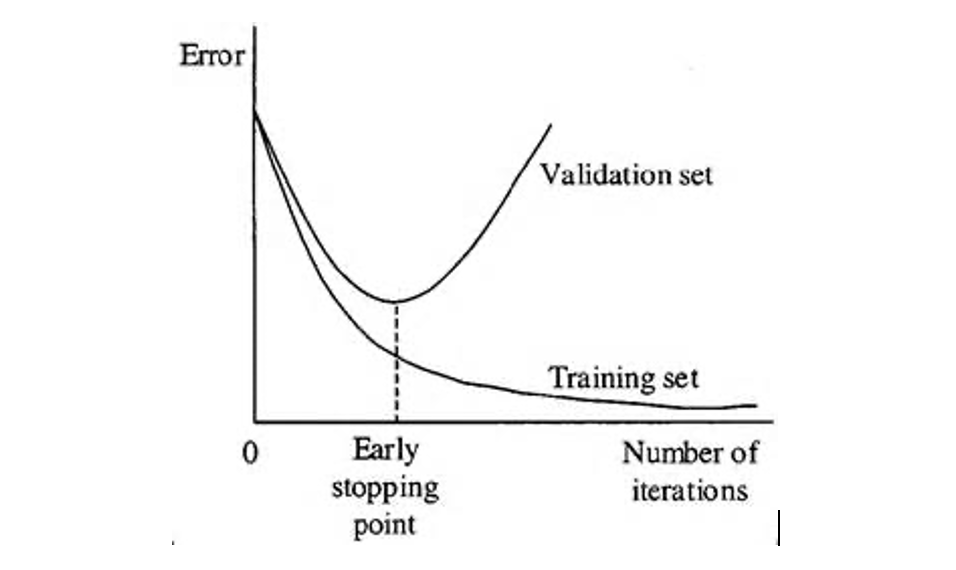 Error
Validation set
Training set
0
Early
stopping
point
Number of
iterations